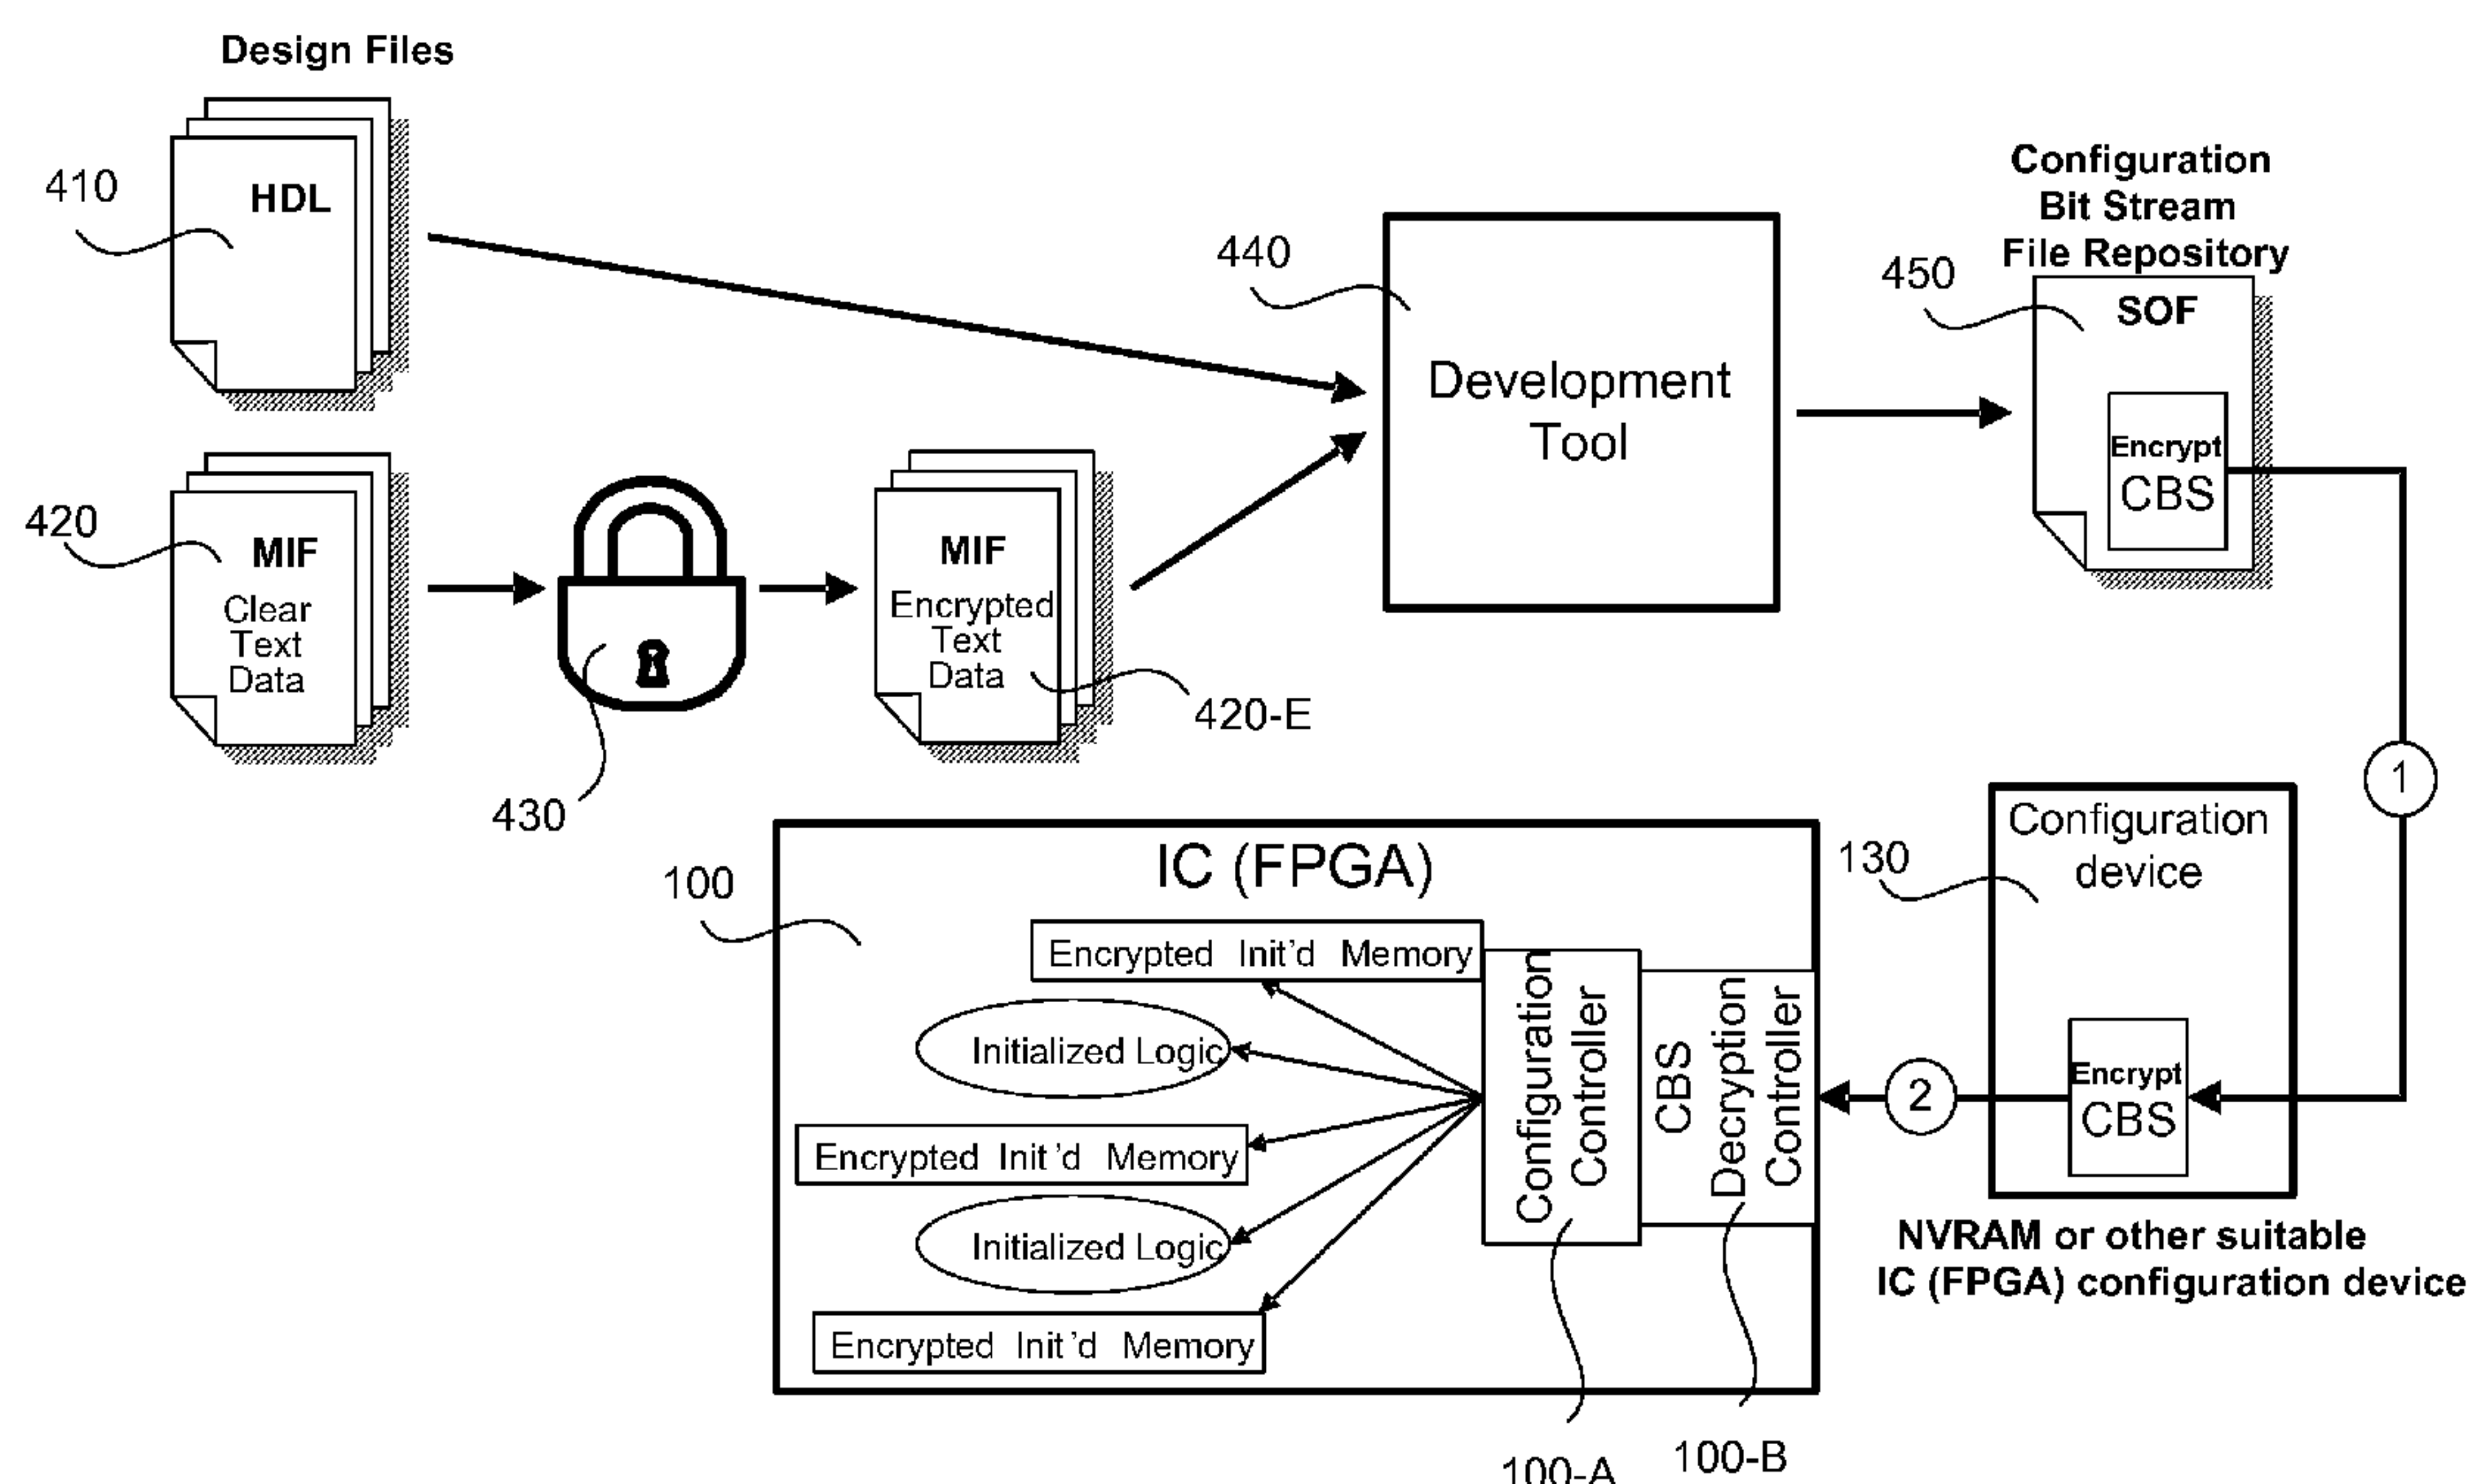 Design Files
410
HDL
420
MIF
Clear
Text
Data
430
MIF
Encrypted
Text
Data
420-E
440
Development
Tool
Configuration
Bit Stream
File Repository
450
SOF
Encrypt
CBS
1
130
Configuration
device
Encrypt
CBS
2
NVRAM or other suitable
IC (FPGA) configuration device
100
IC (FPGA)
Encrypted Init'd Memory
Initialized Logic
Encrypted Init'd Memory
Initialized Logic
Encrypted Init'd Memory
Configuration
Controller
CBS
Decryption
Controller
100-A
100-B